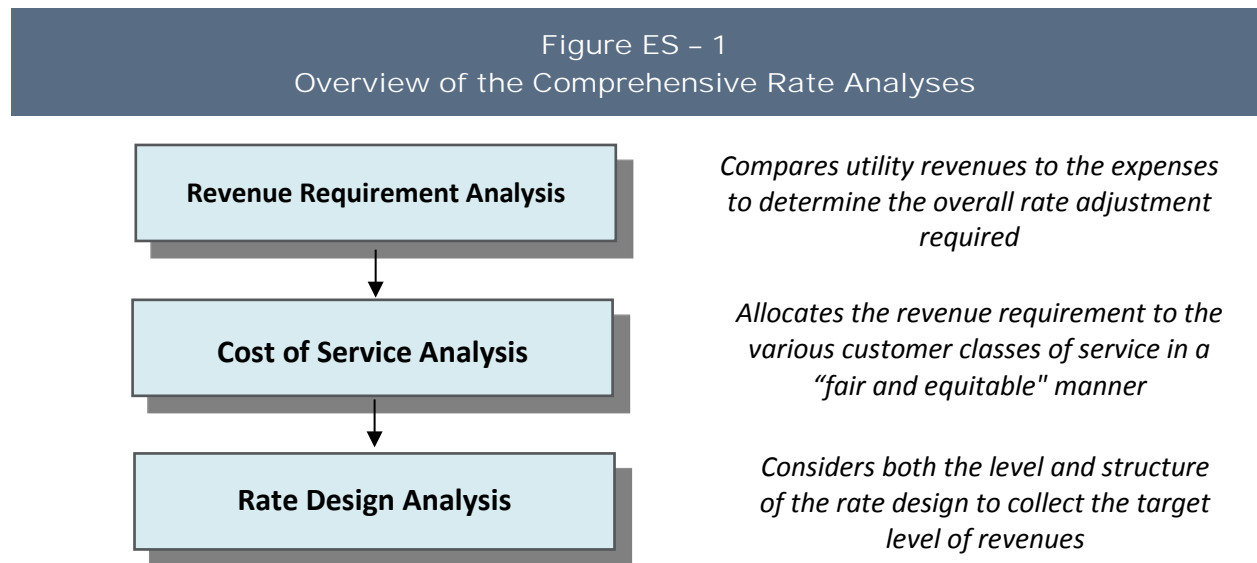 Figure ES – 1
Overview of the Comprehensive Rate Analyses
Revenue Requirement Analysis
Compares utility revenues to the expenses
to determine the overall rate adjustment
required
Cost of Service Analysis
Allocates the revenue requirement to the
various customer classes of service in a
“fair and equitable" manner
Rate Design Analysis
Considers both the level and structure
of the rate design to collect the target
level of revenues